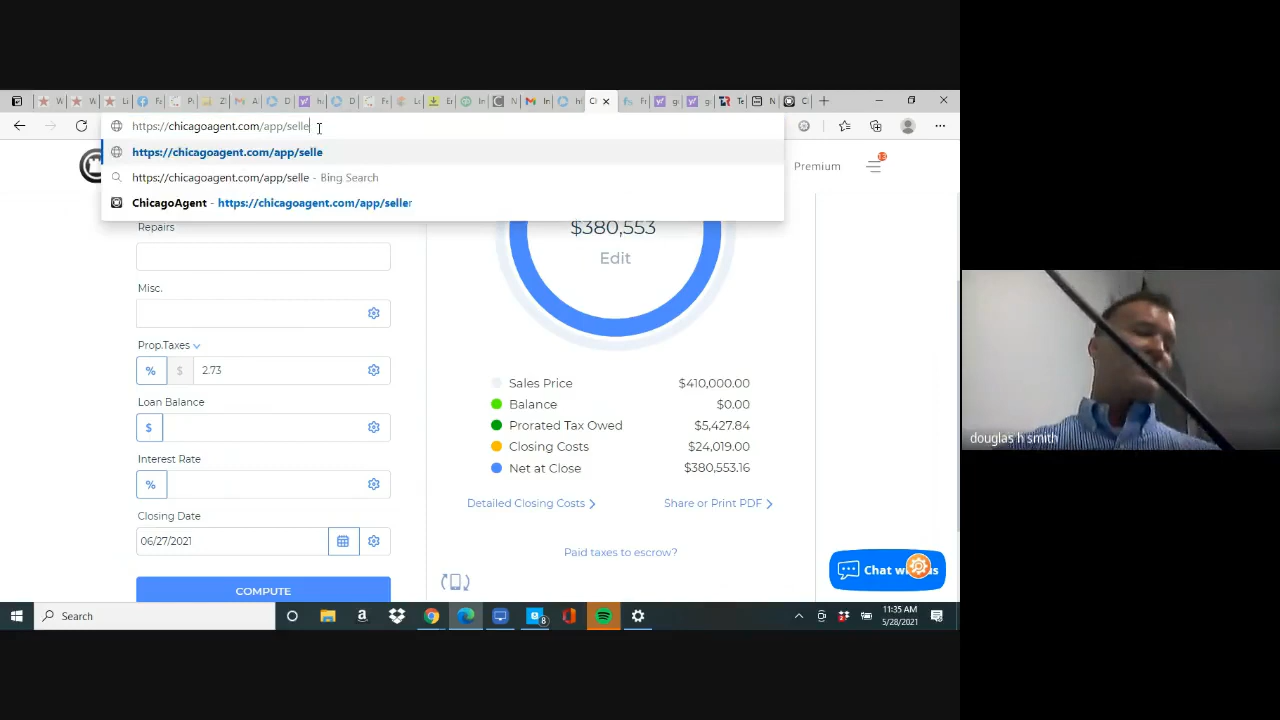 https://chicagoagent.com/app/selle
https://chicagoagent.com/app/selle
https://chicagoagent.com/app/selle - Bing Search
ChicagoAgent - https://chicagoagent.com/app/seller
Premium
Repairs
Misc.
Prop.Taxes
% $ 2.73
Loan Balance
$
Interest Rate
%
Closing Date
06/27/2021
COMPUTE
$380,553
Edit
Sales Price $410,000.00
Balance $0.00
Prorated Tax Owed $5,427.84
Closing Costs $24,019.00
Net at Close $380,553.16
Detailed Closing Costs
Share or Print PDF
Paid taxes to escrow?
Chat
douglas h smith
Search
8
11:35 AM
5/28/2021